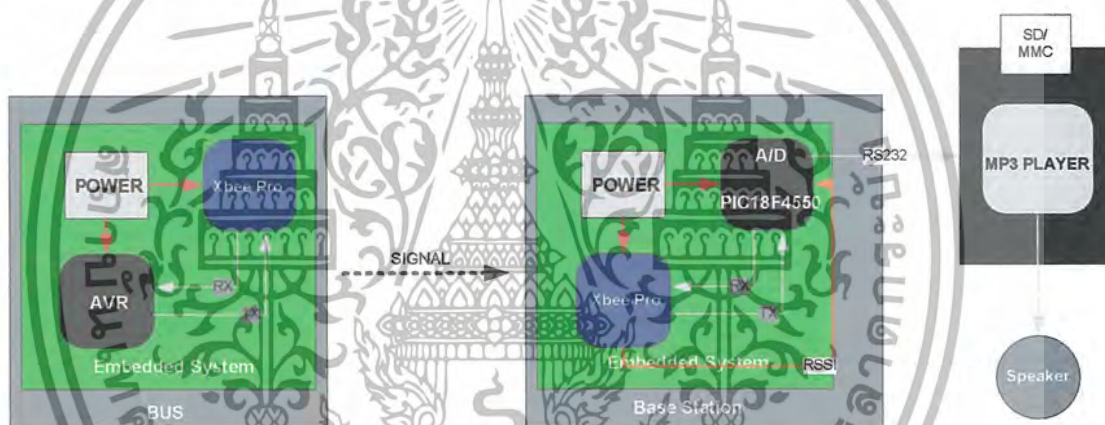 POWER
Xbee Pro
AVR
RX
TX
Embedded System
BUS
SIGNAL
POWER
A/D
PIC18F4550
Xbee Pro
RX
TX
Embedded System
RSSI
Base Station
RS232
SD/
MMC
MP3 PLAYER
Speaker